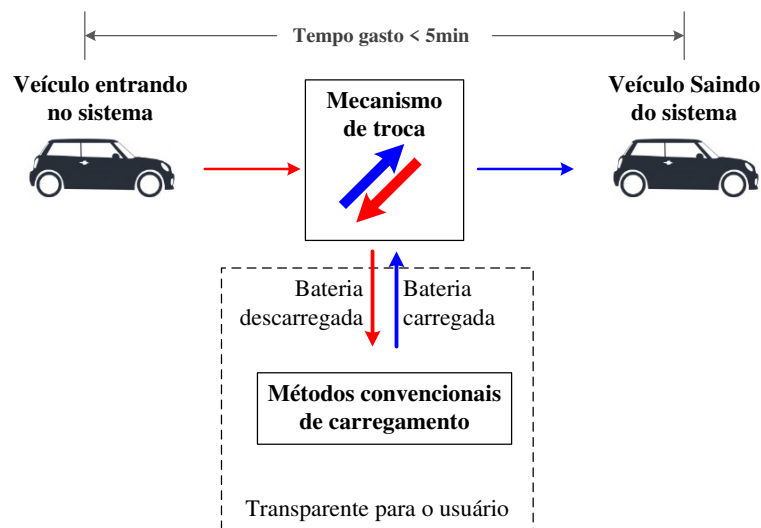 Tempo gasto < 5min
Veículo entrando
no sistema
Mecanismo
de troca
Veículo Saindo
do sistema
Bateria
descarregada
Bateria
carregada
Métodos convencionais
de carregamento
Transparente para o usuário